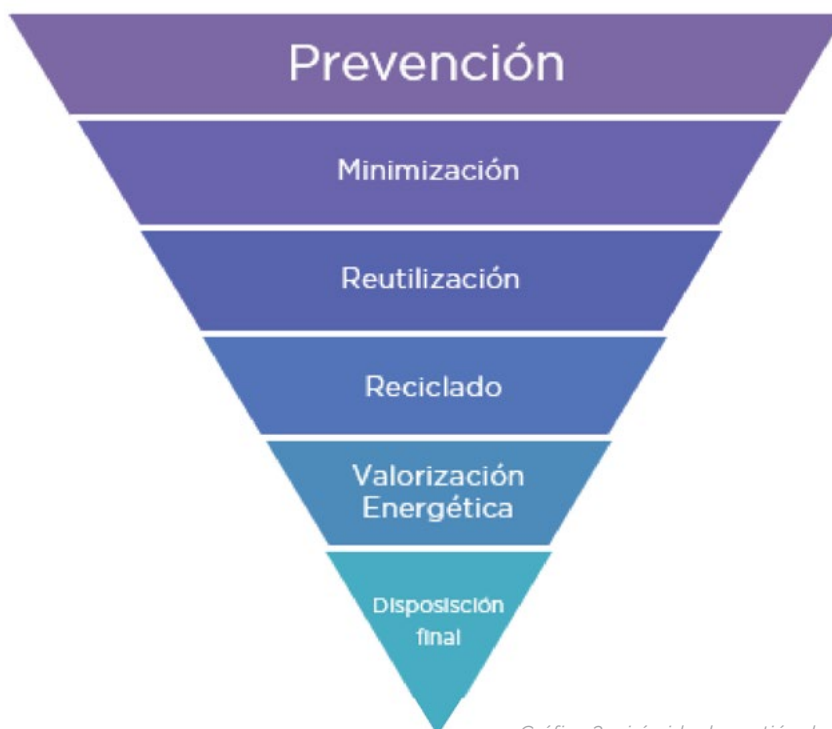 Prevención
Minimización
Reutilización
Reciclado
Valorización
Energética
Disposisción
final